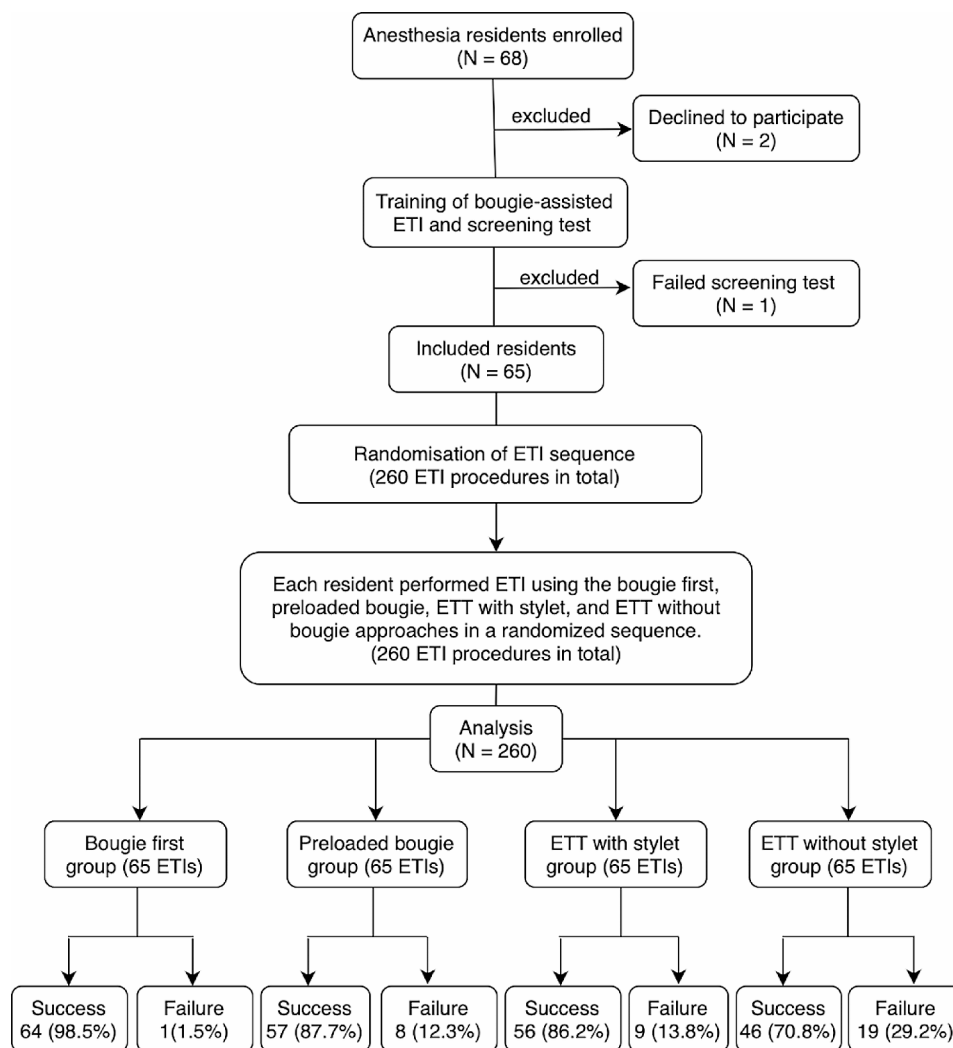 Anesthesia residents enrolled
(N = 68)
excluded
Declined to participate
(N = 2)
Training of bougie-assisted
ETI and screening test
excluded
Failed screening test
(N = 1)
Included residents
(N = 65)
Randomisation of ETI sequence
(260 ETI procedures in total)
Each resident performed ETI using the bougie first,
preloaded bougie, ETT with stylet, and ETT without
bougie approaches in a randomized sequence.
(260 ETI procedures in total)
Analysis
(N = 260)
Bougie first
group (65 ETIs)
Preloaded bougie
group (65 ETIs)
ETT with stylet
group (65 ETIs)
ETT without stylet
group (65 ETIs)
Success
64 (98.5%)
Failure
1(1.5%)
Success
57 (87.7%)
Failure
8 (12.3%)
Success
56 (86.2%)
Failure
9 (13.8%)
Success
46 (70.8%)
Failure
19 (29.2%)